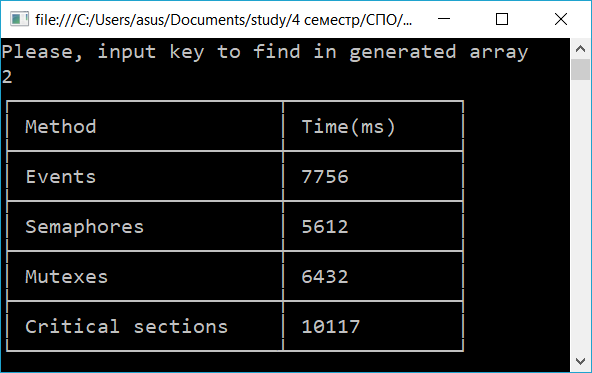 file:///C:/Users/asus/Documents/study/4 семестр/СПО/...
Please, input key to find in generated array
2
Method Time(ms)
Events 7756
Semaphores 5612
Mutexes 6432
Critical sections 10117